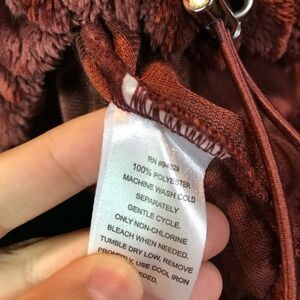 RN #94628
100% POLYESTER
MACHINE WASH COLD
SEPARATELY
GENTLE CYCLE.
ONLY NON-CHLORINE
BLEACH WHEN NEEDED.
TUMBLE DRY LOW, REMOVE
PROMPTLY, USE COOL IRON